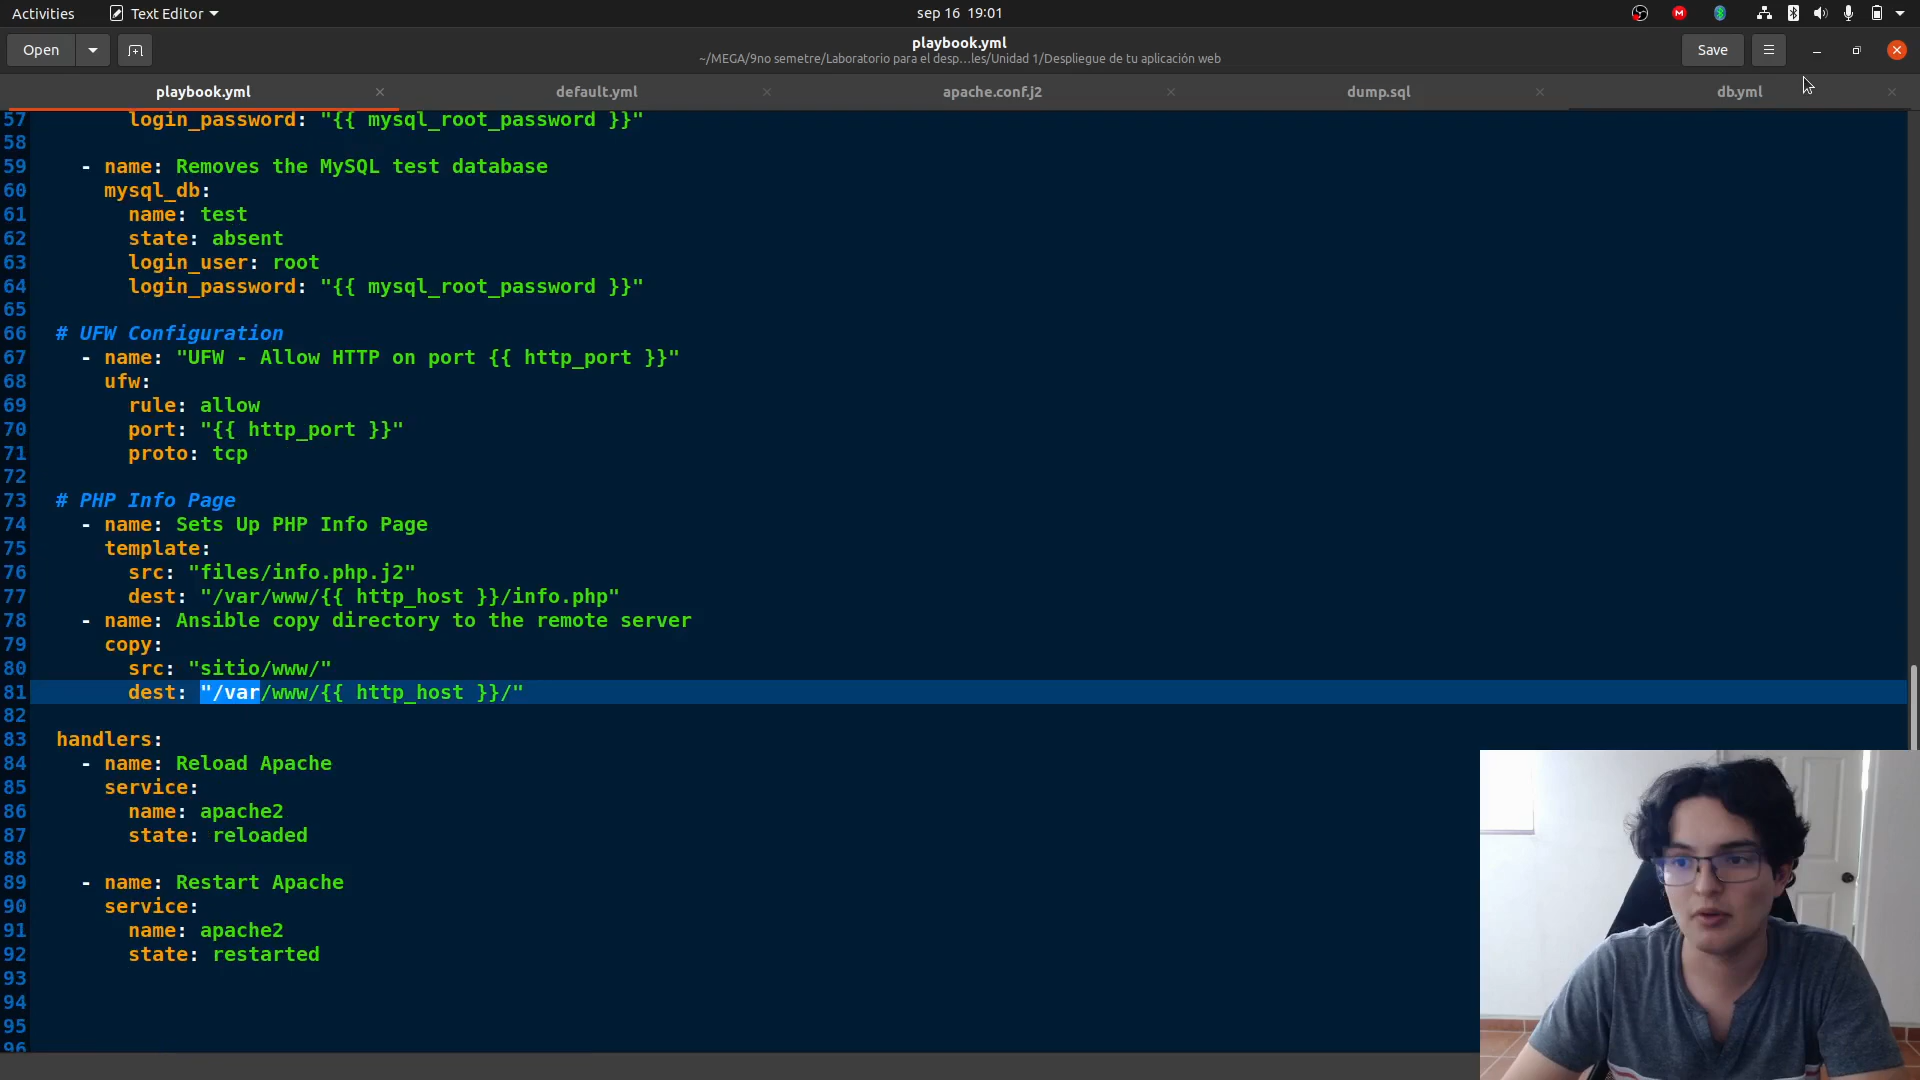 Activities Text Editor sep 16 19:01
Open playbook.yml Save
~/MEGA/9no semetre/Laboratorio para el desp...les/Unidad 1/Despliegue de tu aplicación web
playbook.yml default.yml apache.conf.j2 dump.sql db.yml
57 login_password: "{{ mysql_root_password }}"
58
59 - name: Removes the MySQL test database
60 mysql_db:
61 name: test
62 state: absent
63 login_user: root
64 login_password: "{{ mysql_root_password }}"
65
66 # UFW Configuration
67 - name: "UFW - Allow HTTP on port {{ http_port }}"
68 ufw:
69 rule: allow
70 port: "{{ http_port }}"
71 proto: tcp
72
73 # PHP Info Page
74 - name: Sets Up PHP Info Page
75 template:
76 src: "files/info.php.j2"
77 dest: "/var/www/{{ http_host }}/info.php"
78 - name: Ansible copy directory to the remote server
79 copy:
80 src: "sitio/www/"
81 dest: "/var/www/{{ http_host }}/"
82
83 handlers:
84 - name: Reload Apache
85 service:
86 name: apache2
87 state: reloaded
88
89 - name: Restart Apache
90 service:
91 name: apache2
92 state: restarted
93
94
95
96